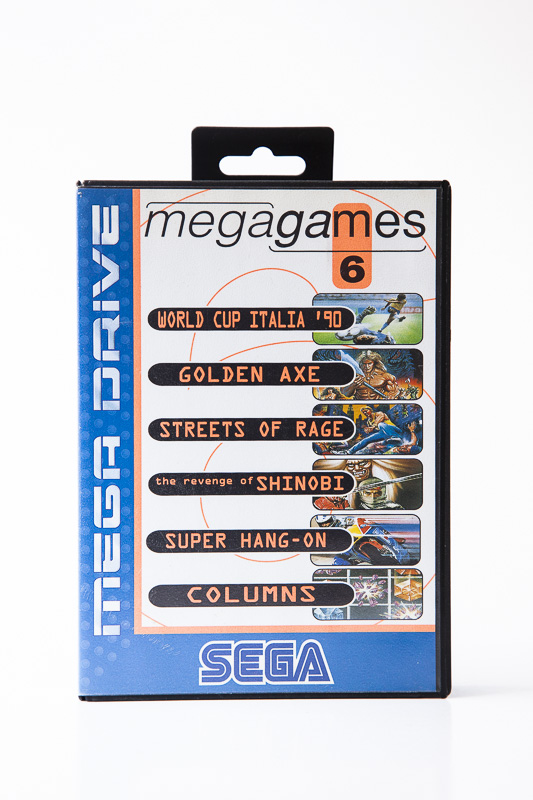 MEGA DRIVE
megagames
6
WORLD CUP ITALIA '90
GOLDEN AXE
STREETS OF RAGE
the revenge of SHINOBI
SUPER HANG-ON
COLUMNS
SEGA